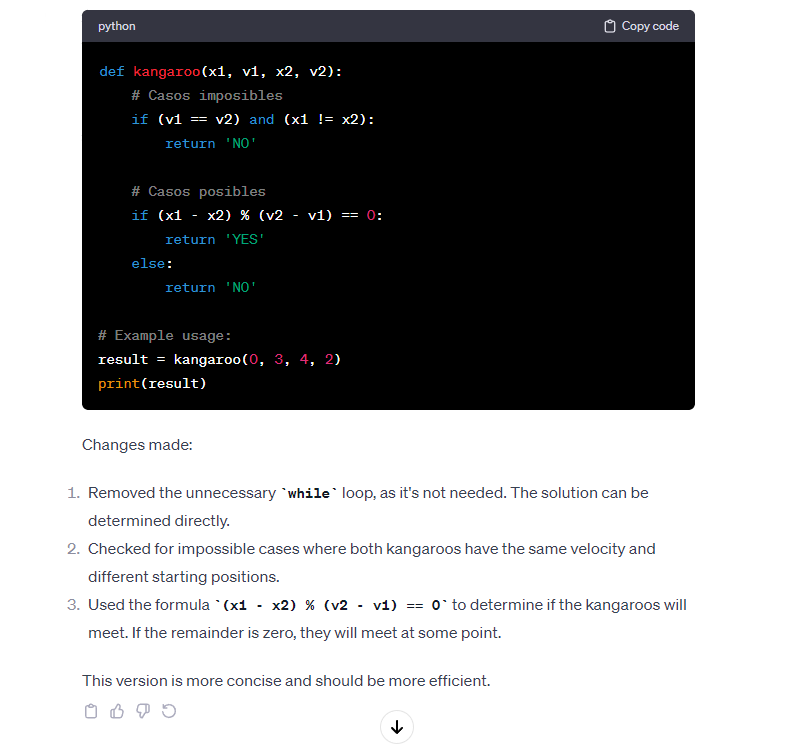 python
Copy code
def kangaroo(x1, v1, x2, v2):
    # Casos imposibles
    if (v1 == v2) and (x1 != x2):
        return 'NO'
    # Casos posibles
    if (x1 - x2) % (v2 - v1) == 0:
        return 'YES'
    else:
        return 'NO'
# Example usage:
result = kangaroo(0, 3, 4, 2)
print(result)
Changes made:
1. Removed the unnecessary `while` loop, as it's not needed. The solution can be
determined directly.
2. Checked for impossible cases where both kangaroos have the same velocity and
different starting positions.
3. Used the formula `(x1 - x2) % (v2 - v1) == 0` to determine if the kangaroos will
meet. If the remainder is zero, they will meet at some point.
This version is more concise and should be more efficient.